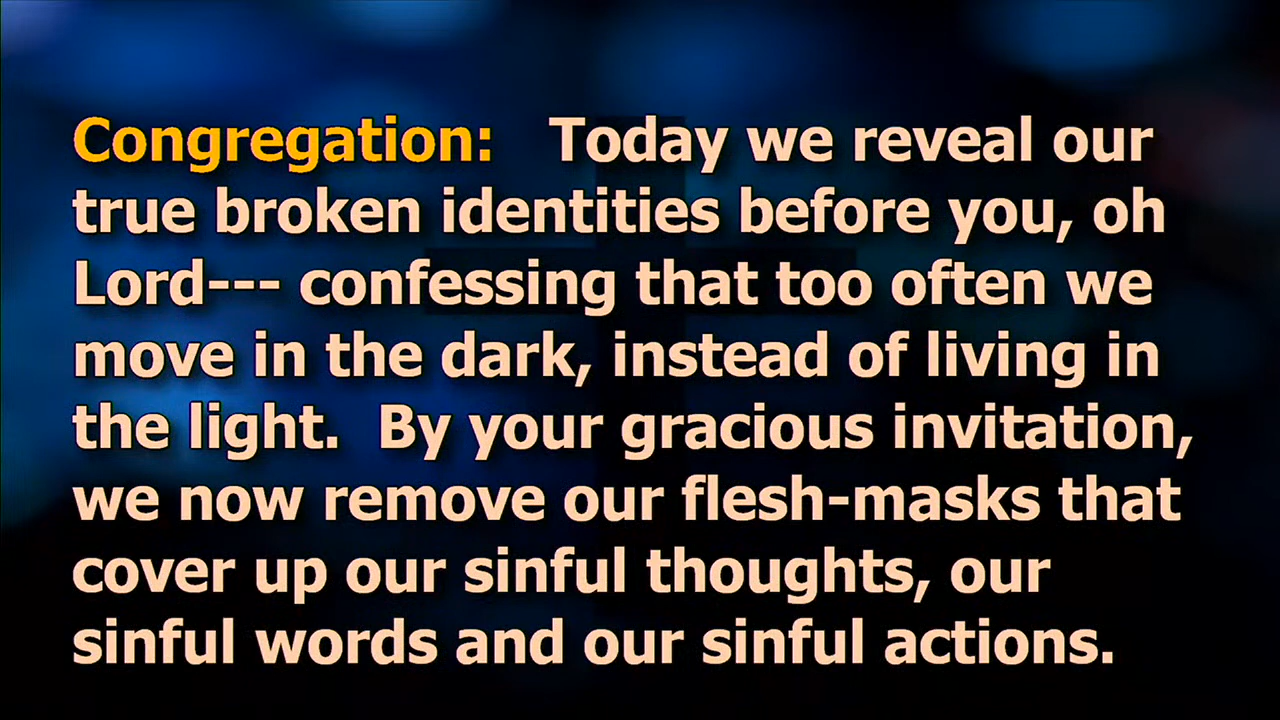 Congregation:   Today we reveal our
true broken identities before you, oh
Lord--- confessing that too often we
move in the dark, instead of living in
the light.  By your gracious invitation,
we now remove our flesh-masks that
cover up our sinful thoughts, our
sinful words and our sinful actions.